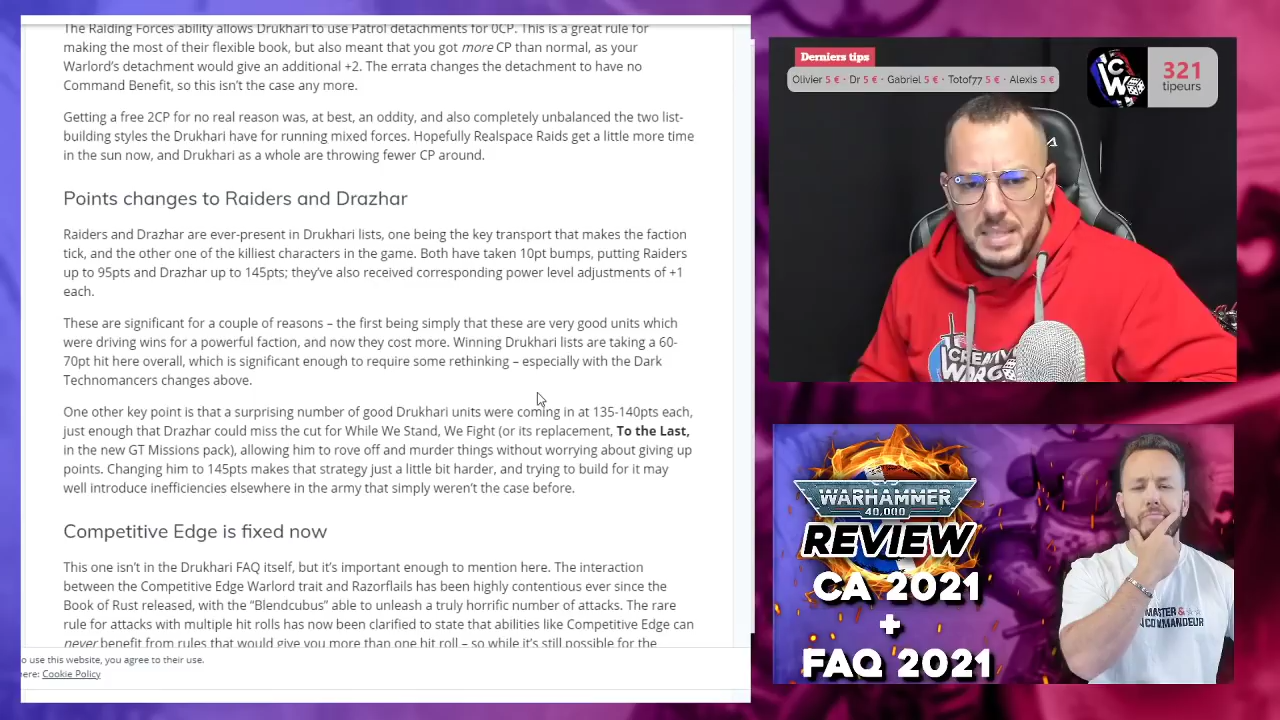 The Raiding Forces ability allows Drukhari to use Patrol detachments for 0CP. This is a great rule for
making the most of their flexible book, but also meant that you got more CP than normal, as your
Warlord's detachment would give an additional +2. The errata changes the detachment to have no
Command Benefit, so this isn't the case any more.
Getting a free 2CP for no real reason was, at best, an oddity, and also completely unbalanced the two list-
building styles the Drukhari have for running mixed forces. Hopefully Realspace Raids get a little more time
in the sun now, and Drukhari as a whole are throwing fewer CP around.
Points changes to Raiders and Drazhar
Raiders and Drazhar are ever-present in Drukhari lists, one being the key transport that makes the faction
tick, and the other one of the killiest characters in the game. Both have taken 10pt bumps, putting Raiders
up to 95pts and Drazhar up to 145pts; they've also received corresponding power level adjustments of +1
each.
These are significant for a couple of reasons – the first being simply that these are very good units which
were driving wins for a powerful faction, and now they cost more. Winning Drukhari lists are taking a 60-
70pt hit here overall, which is significant enough to require some rethinking – especially with the Dark
Technomancers changes above.
One other key point is that a surprising number of good Drukhari units were coming in at 135-140pts each,
just enough that Drazhar could miss the cut for While We Stand, We Fight (or its replacement, To the Last,
in the new GT Missions pack), allowing him to rove off and murder things without worrying about giving up
points. Changing him to 145pts makes that strategy just a little bit harder, and trying to build for it may
well introduce inefficiencies elsewhere in the army that simply weren't the case before.
Competitive Edge is fixed now
This one isn't in the Drukhari FAQ itself, but it's important enough to mention here. The interaction
between the Competitive Edge Warlord trait and Razorflails has been highly contentious ever since the
Book of Rust released, with the "Blendcubus" able to unleash a truly horrific number of attacks. The rare
rule for attacks with multiple hit rolls has now been clarified to state that abilities like Competitive Edge can
never benefit from rules that would give you more than one hit roll – so while it's still possible for the
o use this website, you agree to their use.
ere: Cookie Policy
Derniers tips
Olivier 5 € · Dr 5 € · Gabriel 5 € · Totof77 5 € · Alexis 5 €
CW
321
tipeurs
WARHAMMER
40,000
REVIEW
CA 2021
+
FAQ 2021
MASTER &
COMMANDEUR